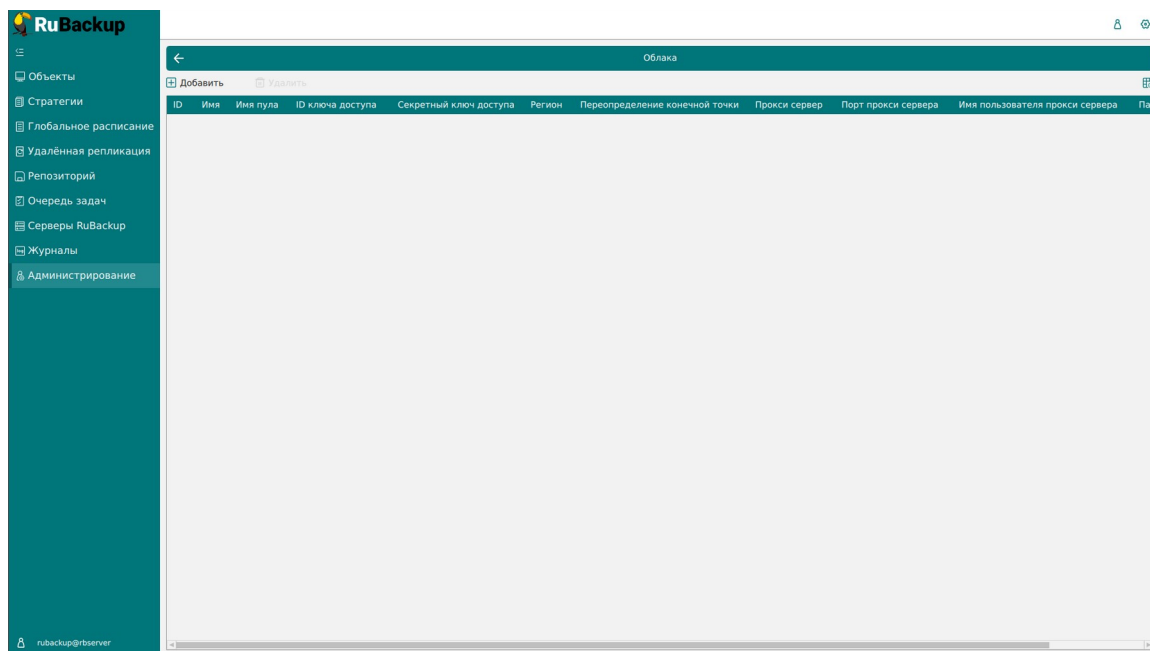 RuBackup
Облака
Объекты
Стратегии
Глобальное расписание
Удалённая репликация
Репозиторий
Очередь задач
Серверы RuBackup
Журналы
Администрирование
rubackup@rbserver
Добавить Удалить
ID Имя Имя пула ID ключа доступа Секретный ключ доступа Регион Переопределение конечной точки Прокси сервер Порт прокси сервера Имя пользователя прокси сервера Па